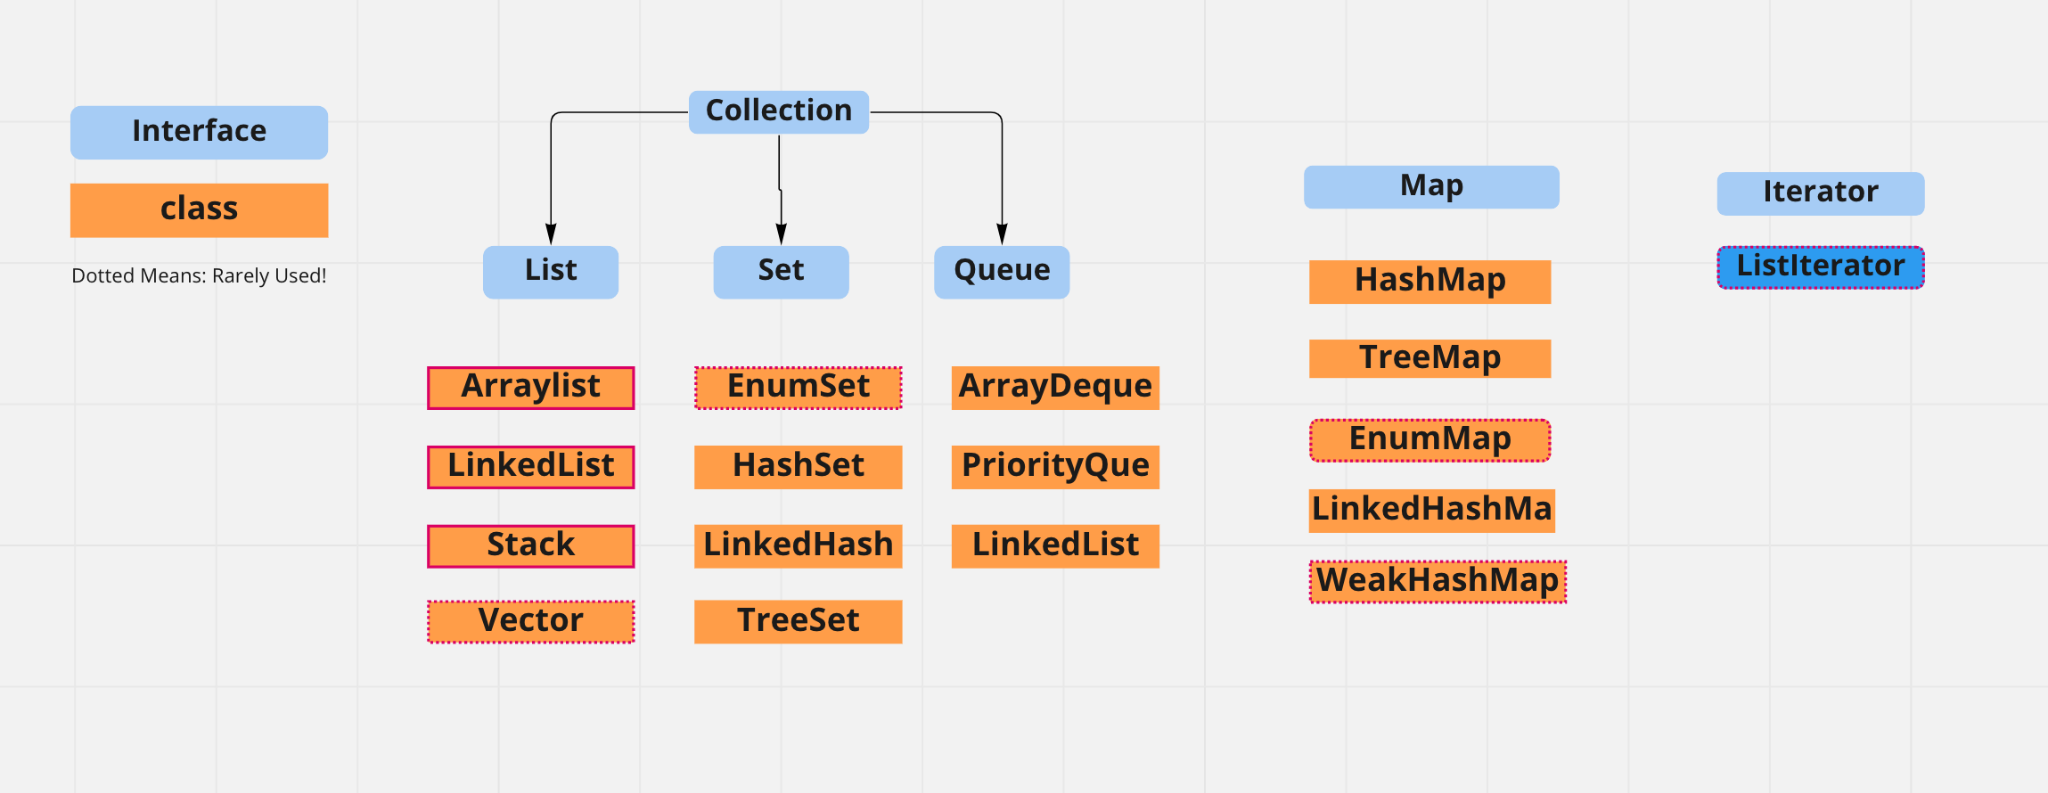 Interface
class
Dotted Means: Rarely Used!
Collection
List
Set
Queue
Arraylist
LinkedList
Stack
Vector
EnumSet
HashSet
LinkedHash
TreeSet
ArrayDeque
PriorityQue
LinkedList
Map
HashMap
TreeMap
EnumMap
LinkedHashMa
WeakHashMap
Iterator
ListIterator